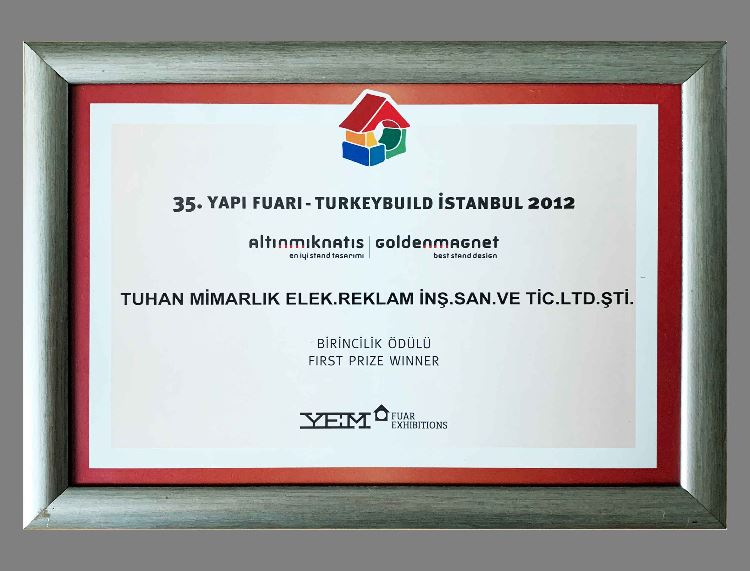 35. YAPI FUARI - TURKEYBUILD İSTANBUL 2012
altınmıknatıs | Goldenmagnet
en iyi stand tasarımı best stand design
TUHAN MİMARLIK ELEK.REKLAM İNŞ.SAN.VE TİC.LTD.ŞTİ.
BİRİNCİLİK ÖDÜLÜ
FIRST PRIZE WINNER
YEM FUAR
EXHIBITIONS